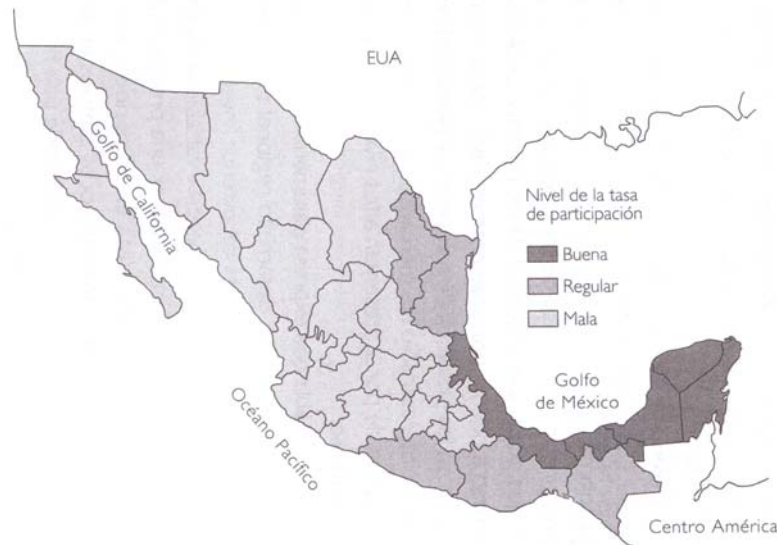 EUA
Golfo de California
Nivel de la tasa
de participación
Buena
Regular
Mala
Golfo
de México
Océano Pacífico
Centro América